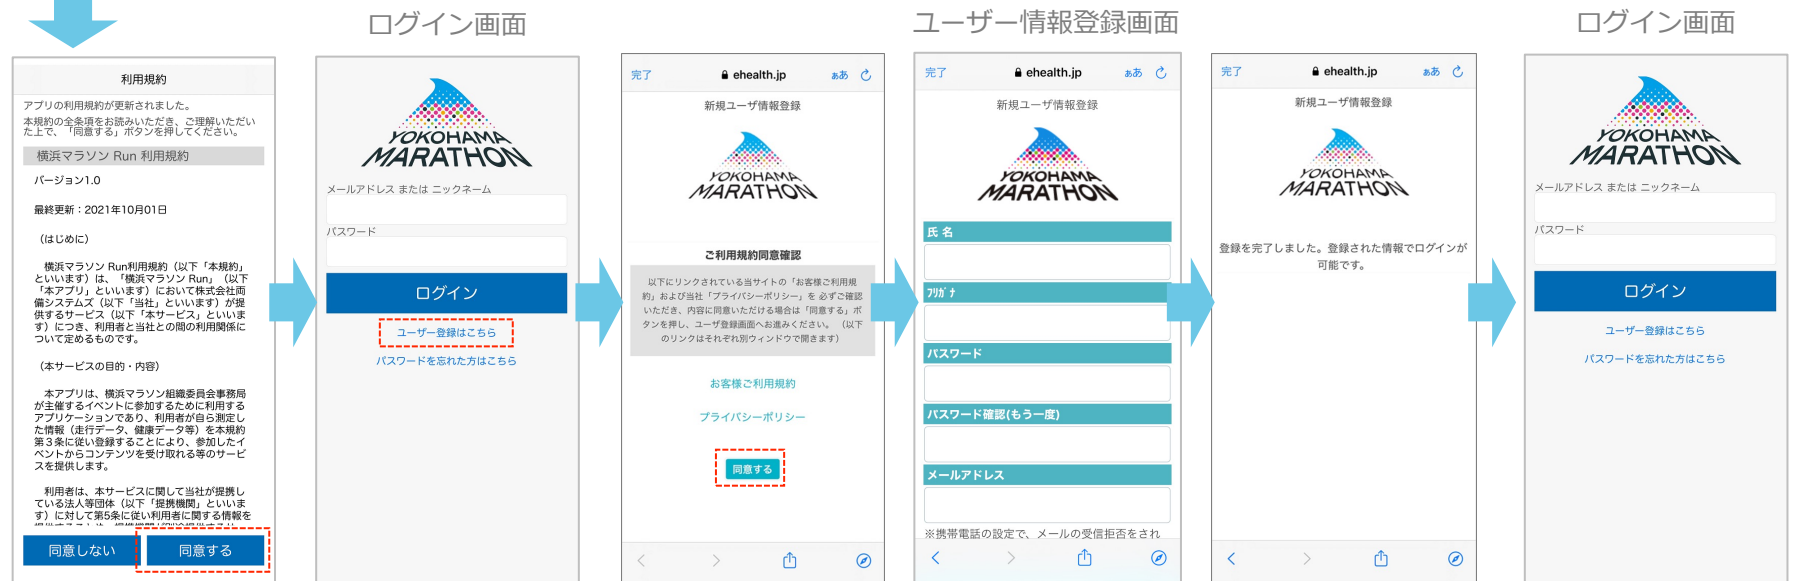 ログイン画面
ユーザー情報登録画面
ログイン画面
利用規約
アプリの利用規約が更新されました。
本規約の全条項をお読みいただき、ご理解いただい
た上で、「同意する」ボタンを押してください。
横浜マラソン Run 利用規約
バージョン1.0
最終更新：2021年10月01日
（はじめに）
横浜マラソン Run利用規約（以下「本規約」
といいます）は、「横浜マラソン Run」（以下
「本アプリ」といいます）において株式会社両
備システムズ（以下「当社」といいます）が提
供するサービス（以下「本サービス」といいま
す）につき、利用者と当社との間の利用関係に
ついて定めるものです。
（本サービスの目的・内容）
本アプリは、横浜マラソン組織委員会事務局
が主催するイベントに参加するために利用する
アプリケーションであり、利用者が自ら測定し
た情報（走行データ、健康データ等）を本規約
第３条に従い登録することにより、参加したイ
ベントからコンテンツを受け取れる等のサービ
スを提供します。
利用者は、本サービスに関して当社が提携し
ている法人等団体（以下「提携機関」といいま
す）に対して第5条に従い利用者に関する情報を
同意しない
同意する
YOKOHAMA
MARATHON
メールアドレス または ニックネーム
パスワード
ログイン
ユーザー登録はこちら
パスワードを忘れた方はこちら
完了
ehealth.jp
ああ
新規ユーザ情報登録
YOKOHAMA
MARATHON
ご利用規約同意確認
以下にリンクされている当サイトの「お客様ご利用規
約」および当社「プライバシーポリシー」を 必ずご確認
いただき、内容に同意いただける場合は「同意する」ボ
タンを押し、ユーザ登録画面へお進みください。（以下
のリンクはそれぞれ別ウィンドウで開きます）
お客様ご利用規約
プライバシーポリシー
同意する
完了
ehealth.jp
ああ
新規ユーザ情報登録
YOKOHAMA
MARATHON
氏 名
ﾌﾘｶﾞﾅ
パスワード
パスワード確認(もう一度)
メールアドレス
※携帯電話の設定で、メールの受信拒否をされ
完了
ehealth.jp
ああ
新規ユーザ情報登録
YOKOHAMA
MARATHON
登録を完了しました。登録された情報でログインが
可能です。
YOKOHAMA
MARATHON
メールアドレス または ニックネーム
パスワード
ログイン
ユーザー登録はこちら
パスワードを忘れた方はこちら